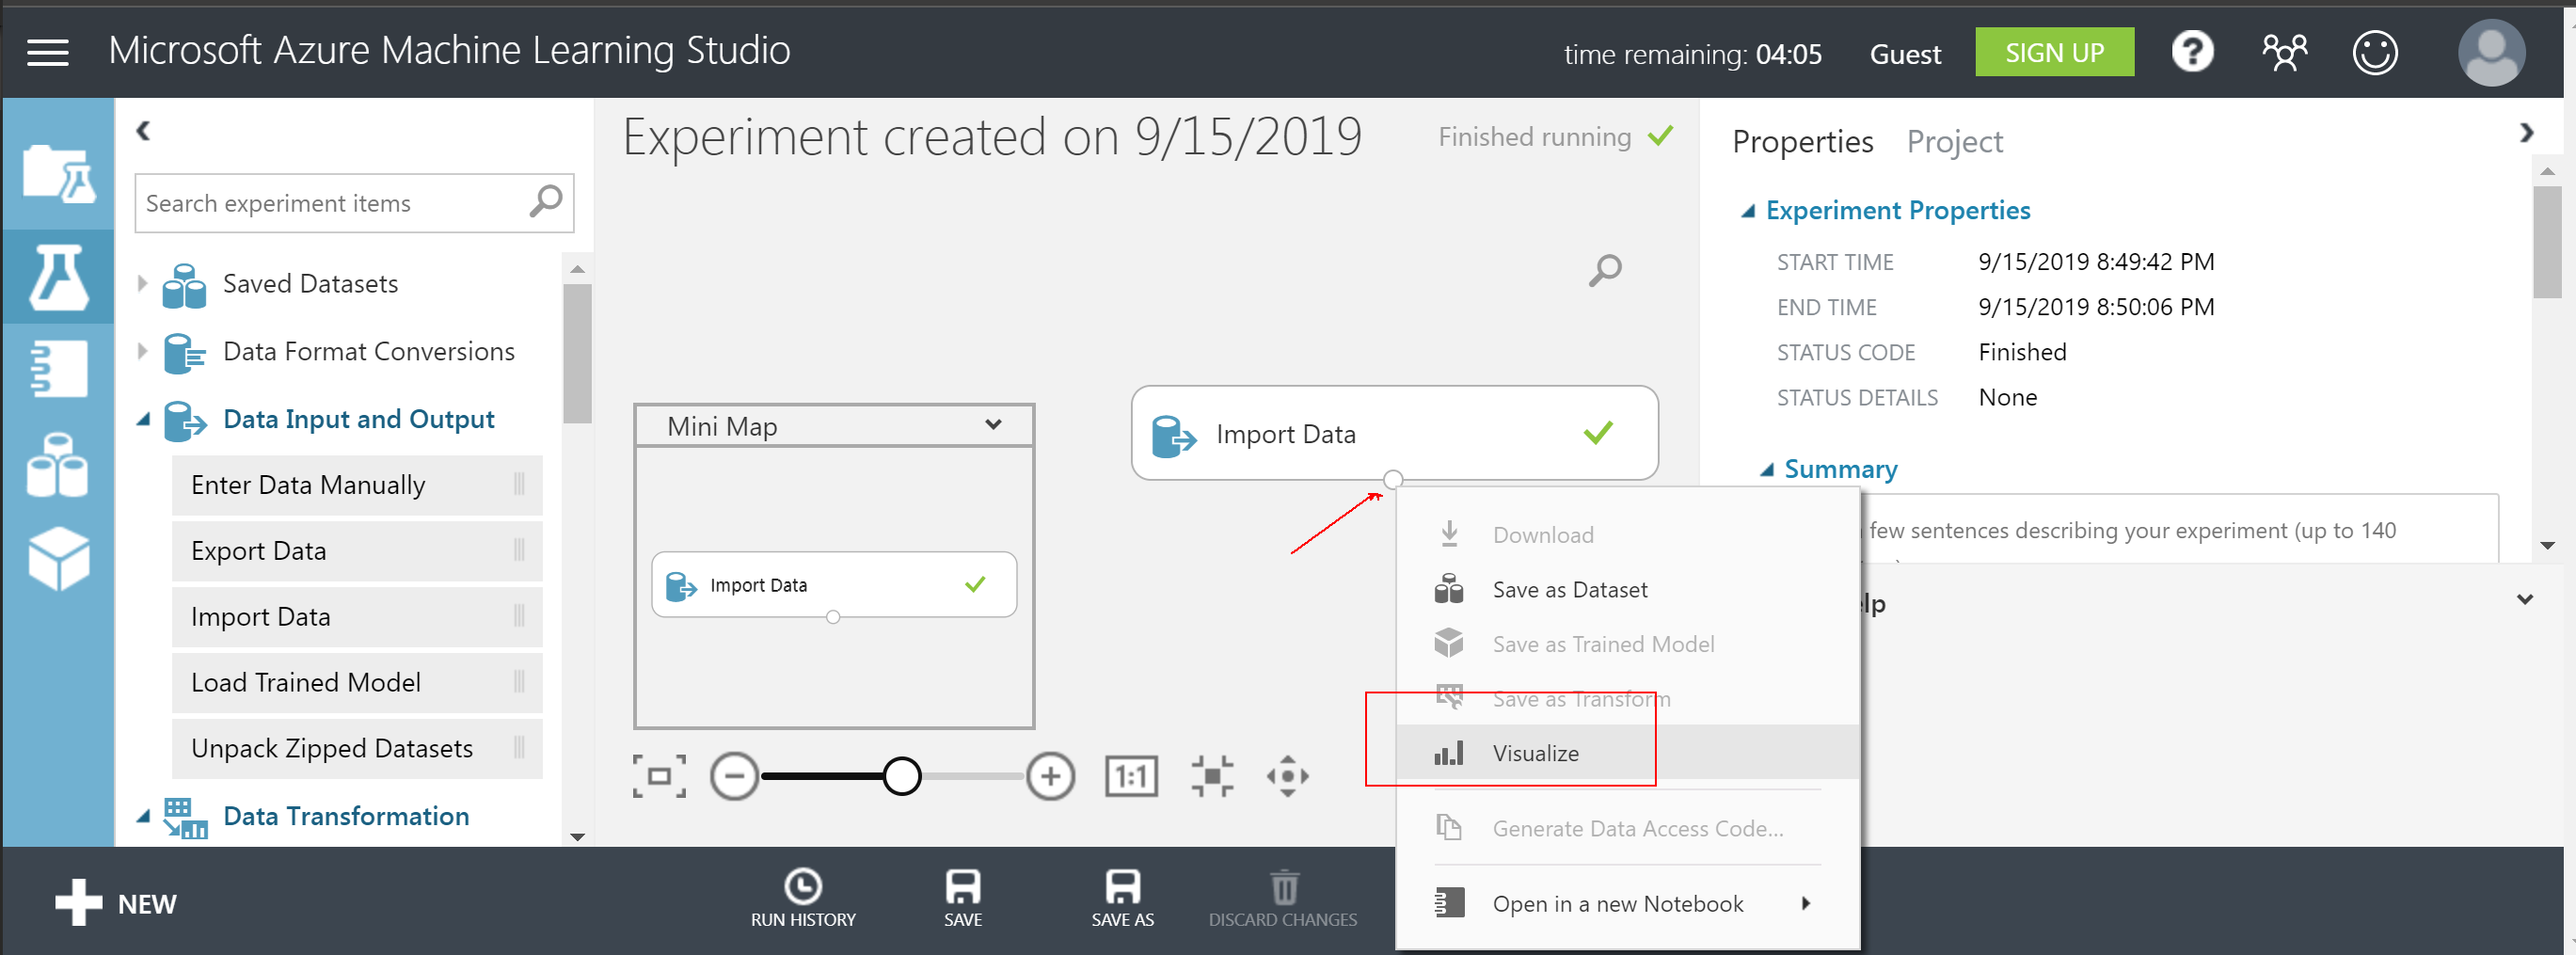 Microsoft Azure Machine Learning Studio
time remaining: 04:05
Guest
SIGN UP
?
Search experiment items
Saved Datasets
Data Format Conversions
Data Input and Output
Enter Data Manually
Export Data
Import Data
Load Trained Model
Unpack Zipped Datasets
Data Transformation
Experiment created on 9/15/2019
Finished running
Mini Map
Import Data
Import Data
1:1
Download
Save as Dataset
Save as Trained Model
Save as Transform
Visualize
Generate Data Access Code...
Open in a new Notebook
Properties Project
Experiment Properties
START TIME 9/15/2019 8:49:42 PM
END TIME 9/15/2019 8:50:06 PM
STATUS CODE Finished
STATUS DETAILS None
Summary
few sentences describing your experiment (up to 140
lp
NEW
RUN HISTORY
SAVE
SAVE AS
DISCARD CHANGES